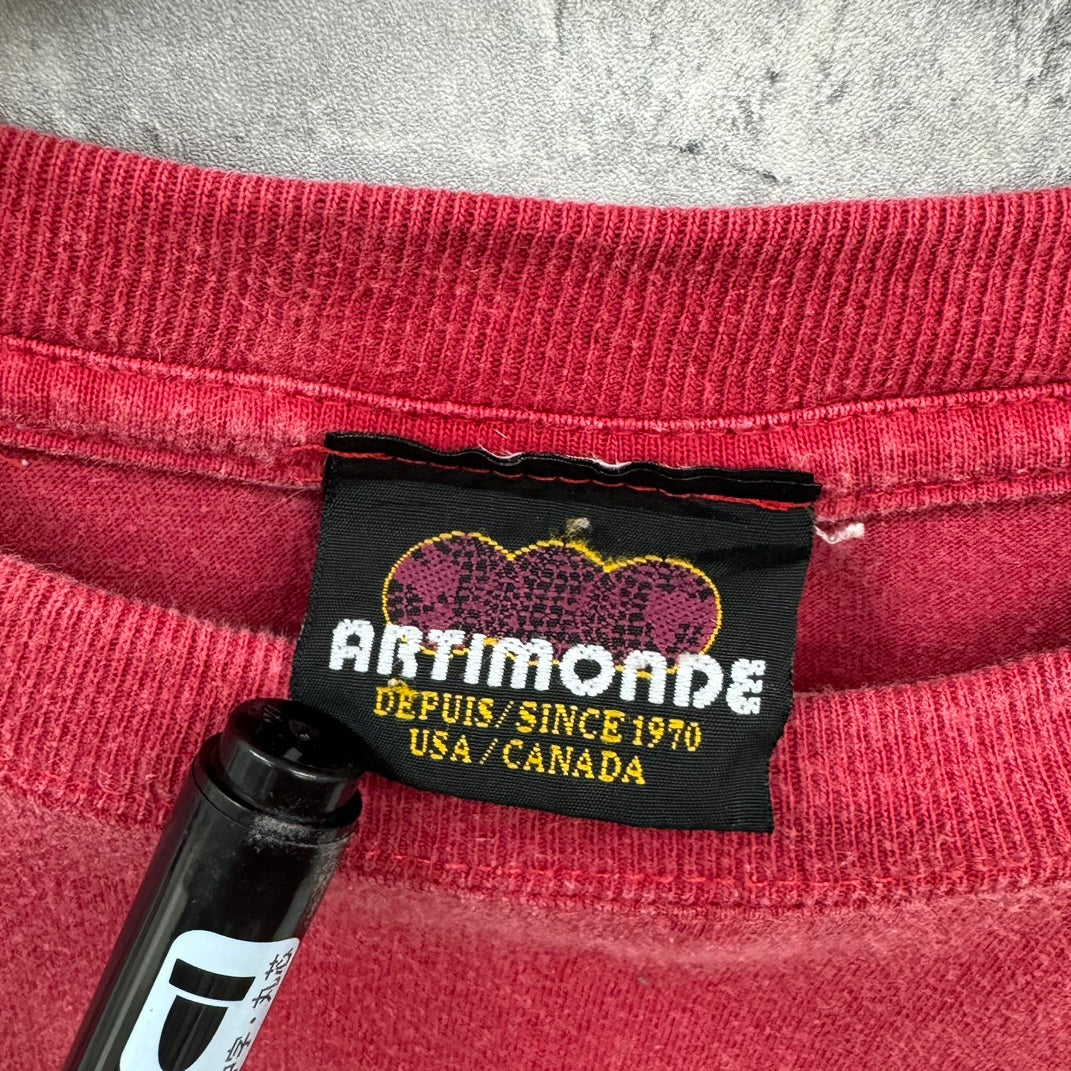 ARTIMONDE
DEPUIS/SINCE 1970
USA/CANADA